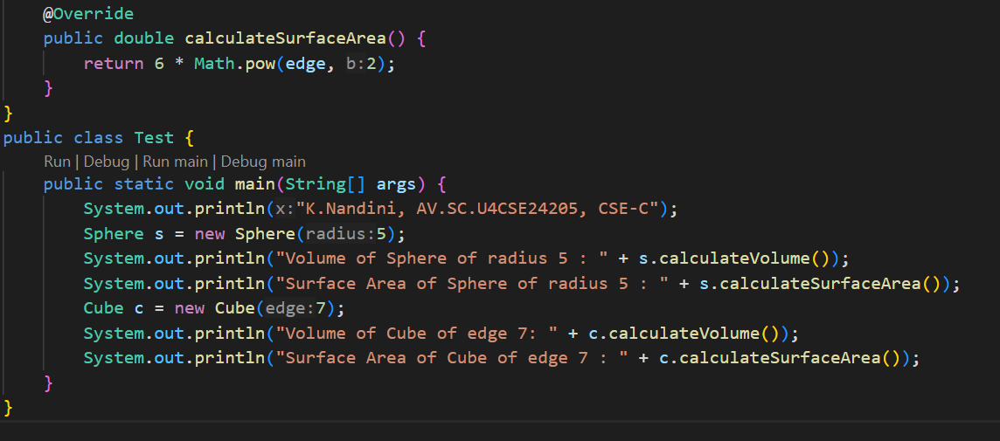 @Override
public double calculateSurfaceArea() {
return 6 * Math.pow(edge, b:2);
}
}
public class Test {
Run | Debug | Run main | Debug main
public static void main(String[] args) {
System.out.println(x:"K.Nandini, AV.SC.U4CSE24205, CSE-C");
Sphere s = new Sphere(radius:5);
System.out.println("Volume of Sphere of radius 5 : " + s.calculateVolume());
System.out.println("Surface Area of Sphere of radius 5 : " + s.calculateSurfaceArea());
Cube c = new Cube(edge:7);
System.out.println("Volume of Cube of edge 7: " + c.calculateVolume());
System.out.println("Surface Area of Cube of edge 7 : " + c.calculateSurfaceArea());
}
}